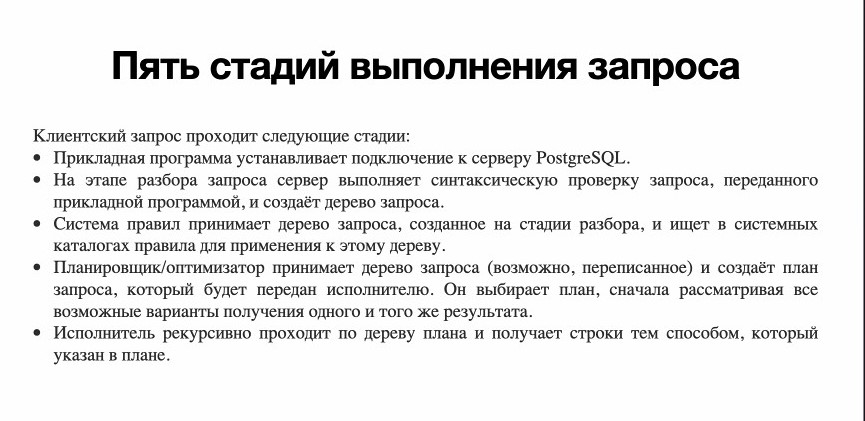 Пять стадий выполнения запроса
Клиентский запрос проходит следующие стадии:
• Прикладная программа устанавливает подключение к серверу PostgreSQL.
• На этапе разбора запроса сервер выполняет синтаксическую проверку запроса, переданного
прикладной программой, и создаёт дерево запроса.
• Система правил принимает дерево запроса, созданное на стадии разбора, и ищет в системных
каталогах правила для применения к этому дереву.
• Планировщик/оптимизатор принимает дерево запроса (возможно, переписанное) и создаёт план
запроса, который будет передан исполнителю. Он выбирает план, сначала рассматривая все
возможные варианты получения одного и того же результата.
• Исполнитель рекурсивно проходит по дереву плана и получает строки тем способом, который
указан в плане.